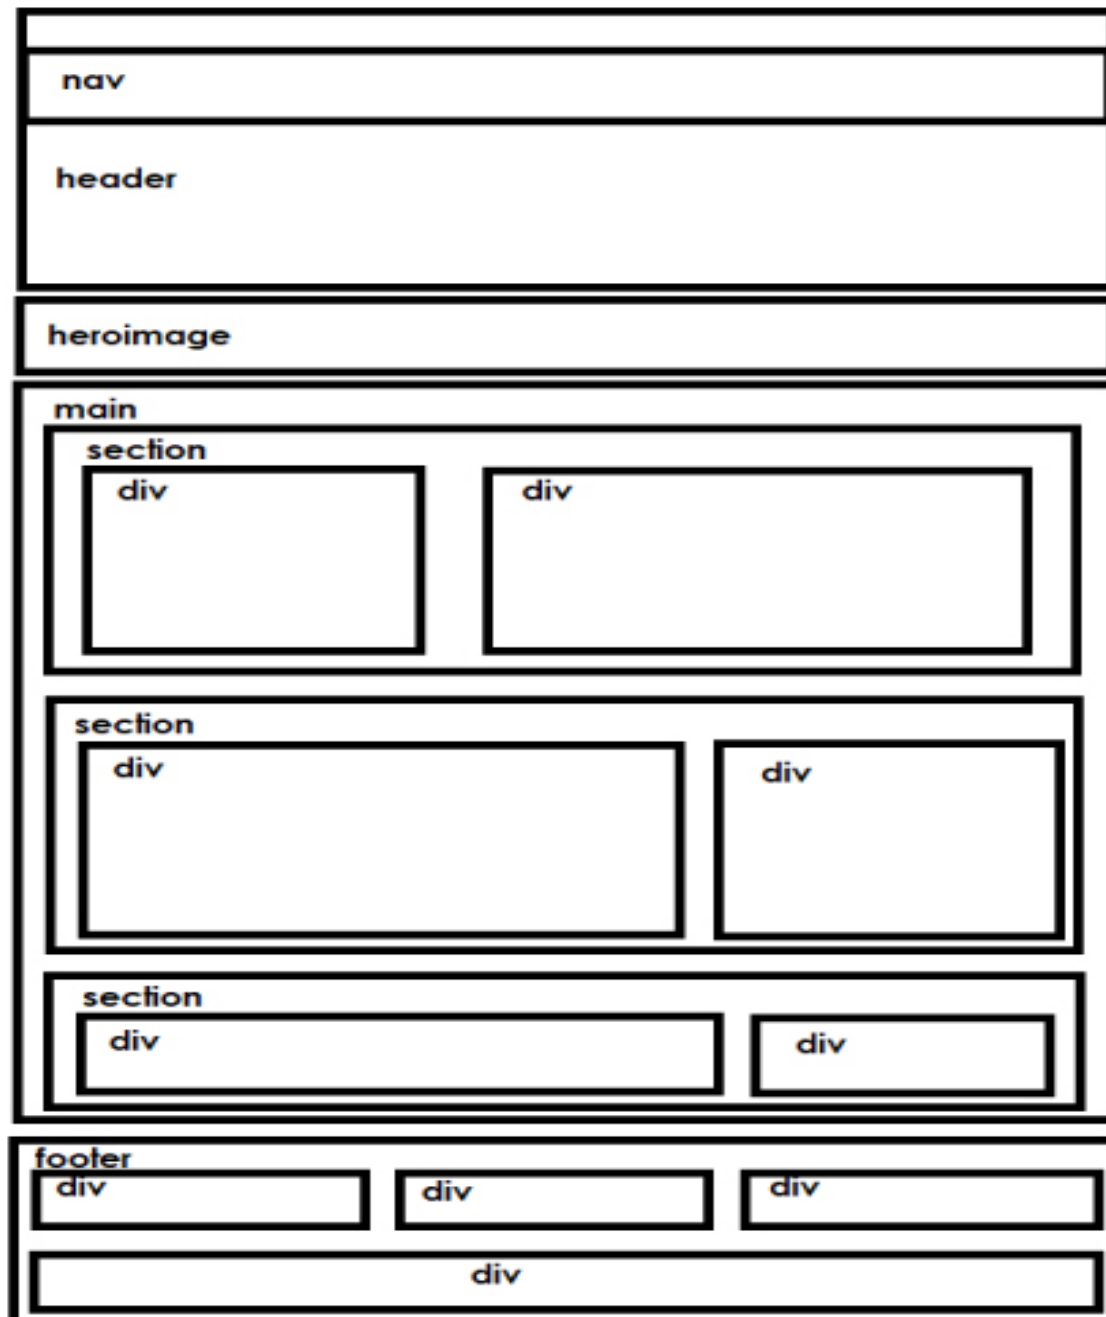 nav
header
heroimage
main
section
div div
section
div div
section
div div
footer
div div div
div